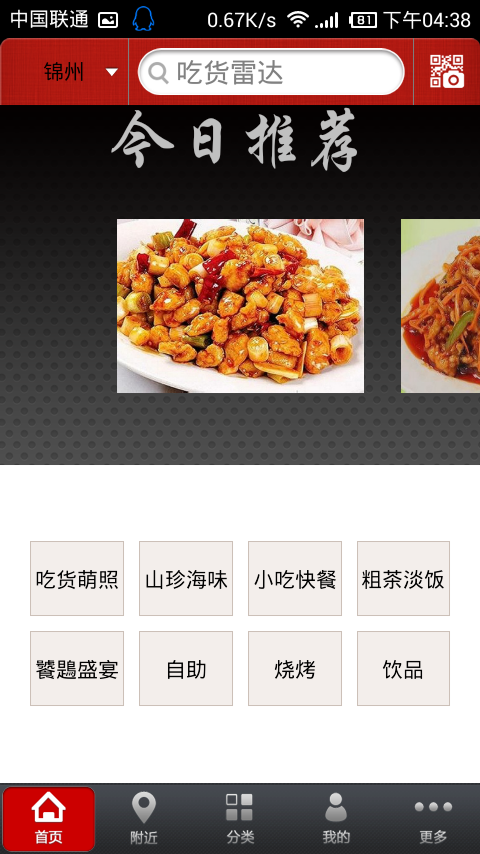 中国联通 0.67K/s 81 下午04:38
锦州 吃货雷达
今日推荐
吃货萌照 山珍海味 小吃快餐 粗茶淡饭
饕鶗盛宴 自助 烧烤 饮品
首页 附近 分类 我的 更多